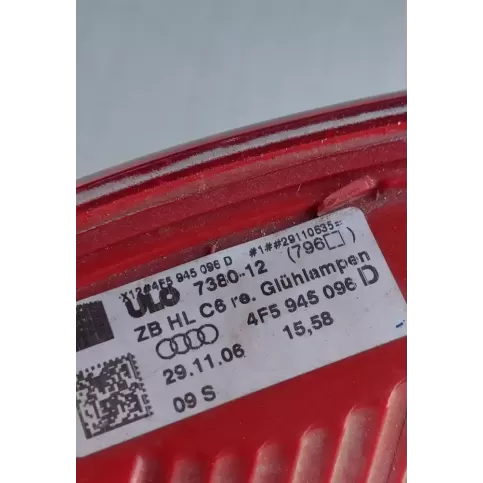 X12#4F5 945 096 D #1##29110635=
ULO 7380-12 (796□)
ZB HL C6 re. Glühlampen
4F5 945 096 D
29.11.06 15,58
09 S